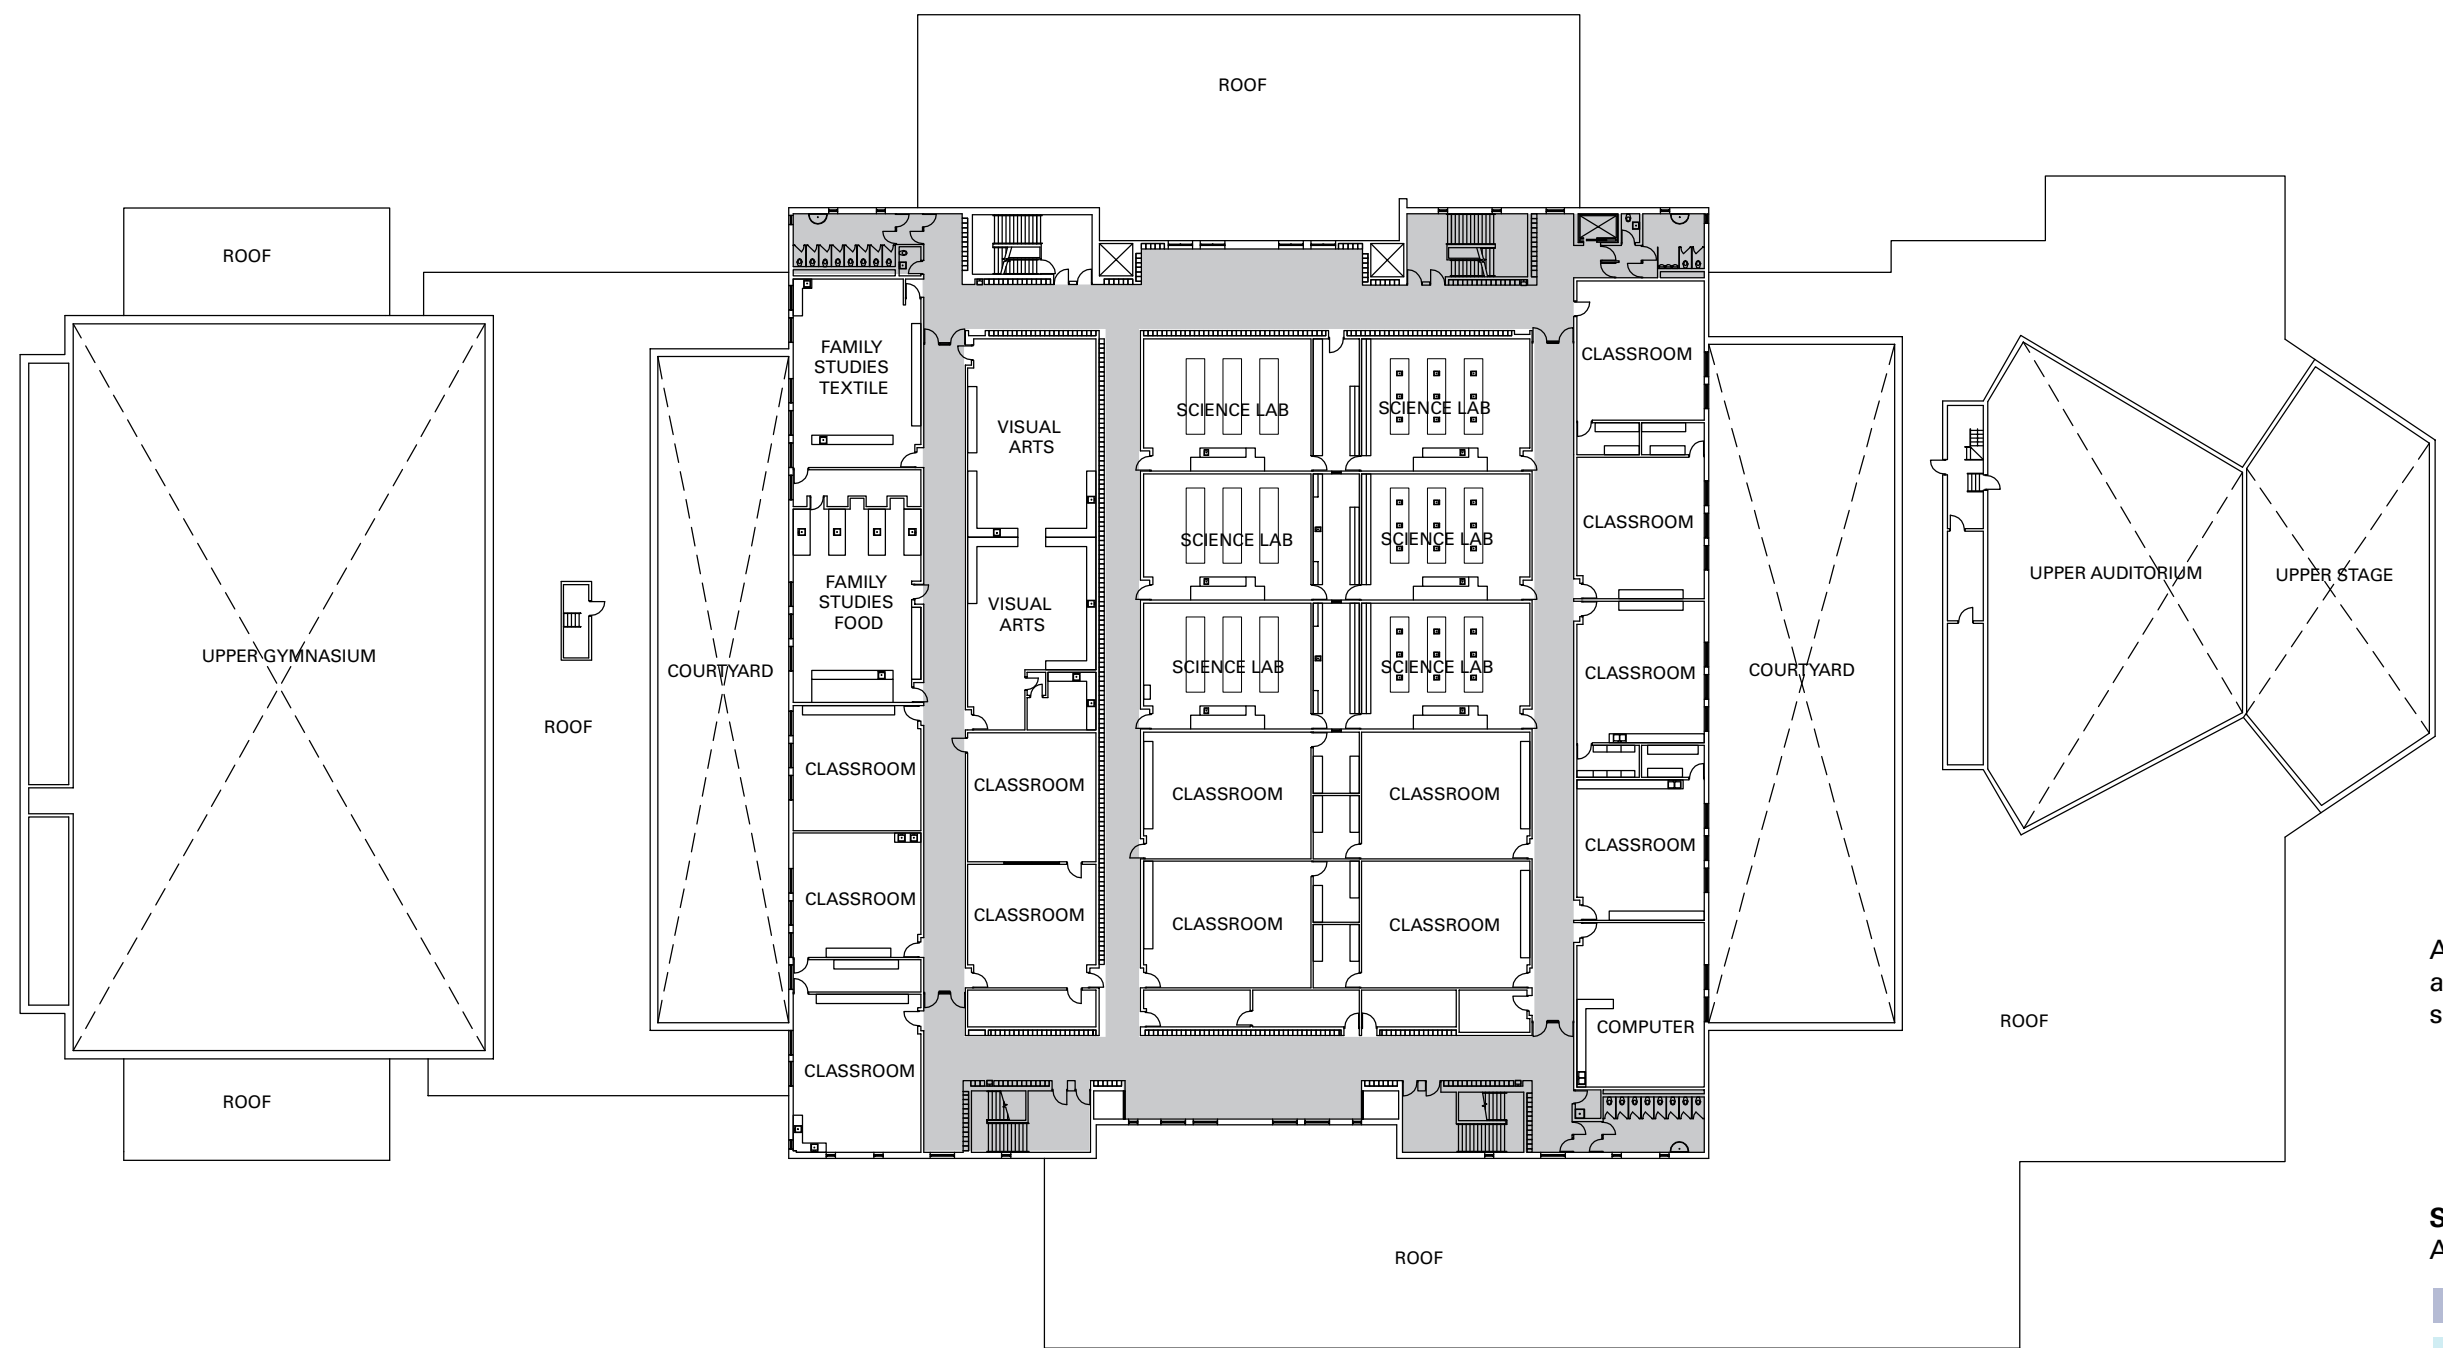 ROOF
ROOF
FAMILY
STUDIES
TEXTILE
VISUAL
ARTS
SCIENCE LAB
SCIENCE LAB
CLASSROOM
CLASSROOM
SCIENCE LAB
SCIENCE LAB
FAMILY
STUDIES
FOOD
VISUAL
ARTS
UPPER AUDITORIUM
UPPER STAGE
UPPER GYMNASIUM
COURTYARD
SCIENCE LAB
SCIENCE LAB
CLASSROOM
COURTYARD
ROOF
CLASSROOM
CLASSROOM
CLASSROOM
CLASSROOM
CLASSROOM
CLASSROOM
CLASSROOM
CLASSROOM
CLASSROOM
A
a
s
ROOF
COMPUTER
CLASSROOM
ROOF
S
A
ROOF